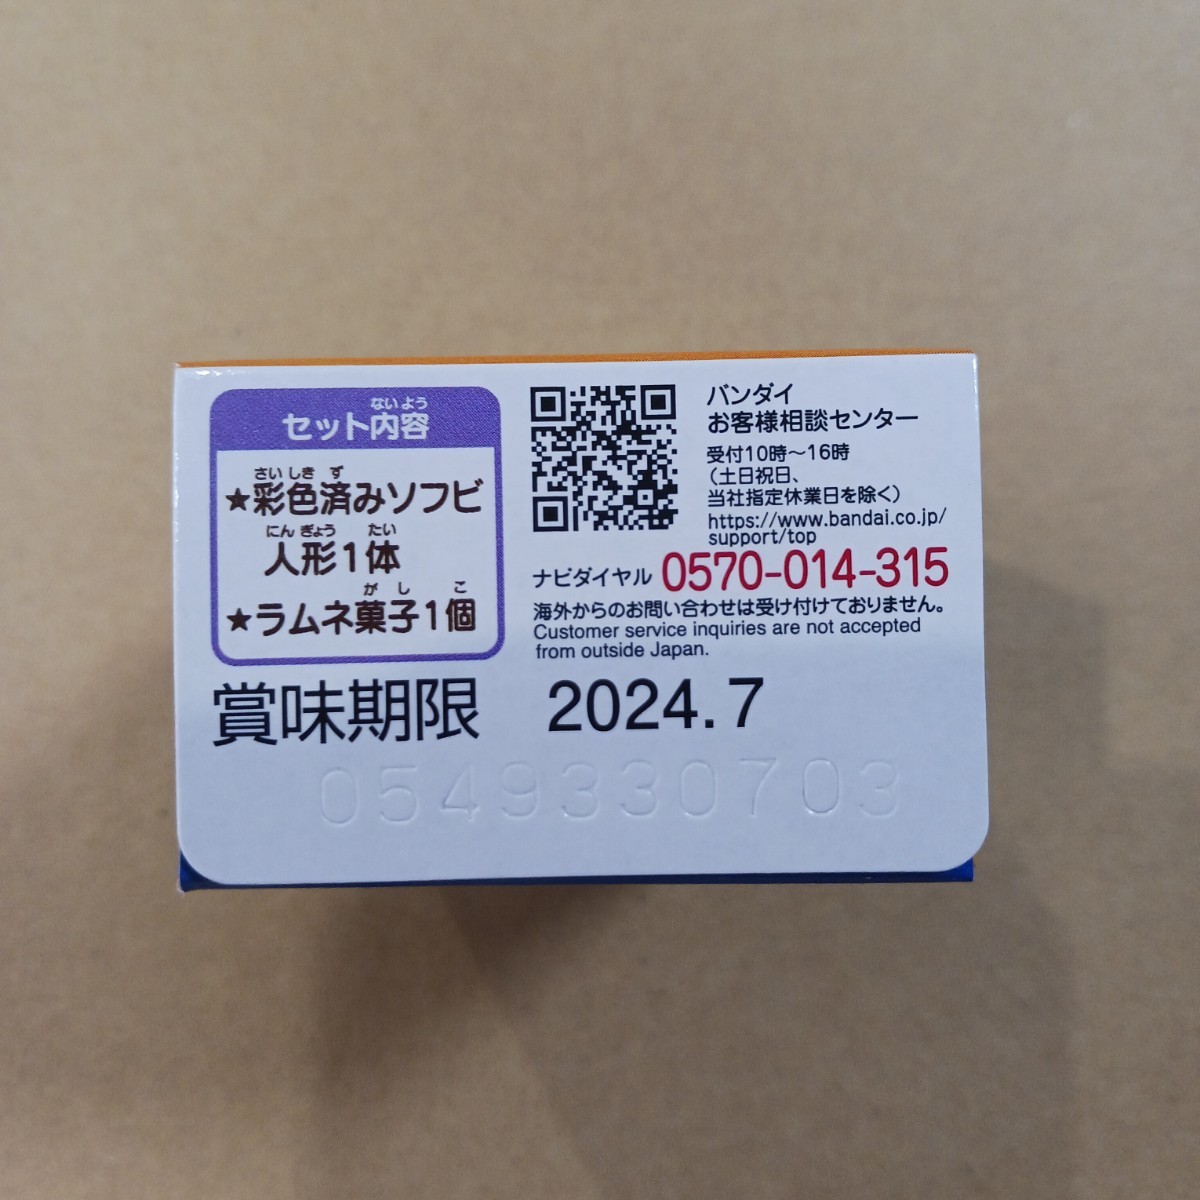 セット内容
ないよう
★彩色済みソフビ
さいしきず
人形1体
にんぎょうたい
★ラムネ菓子1個
がしこ
バンダイ
お客様相談センター
受付10時～16時
（土日祝日、
当社指定休業日を除く）
https://www.bandai.co.jp/
support/top
ナビダイヤル 0570-014-315
海外からのお問い合わせは受け付けておりません。
Customer service inquiries are not accepted
from outside Japan.
賞味期限 2024.7
0549330703